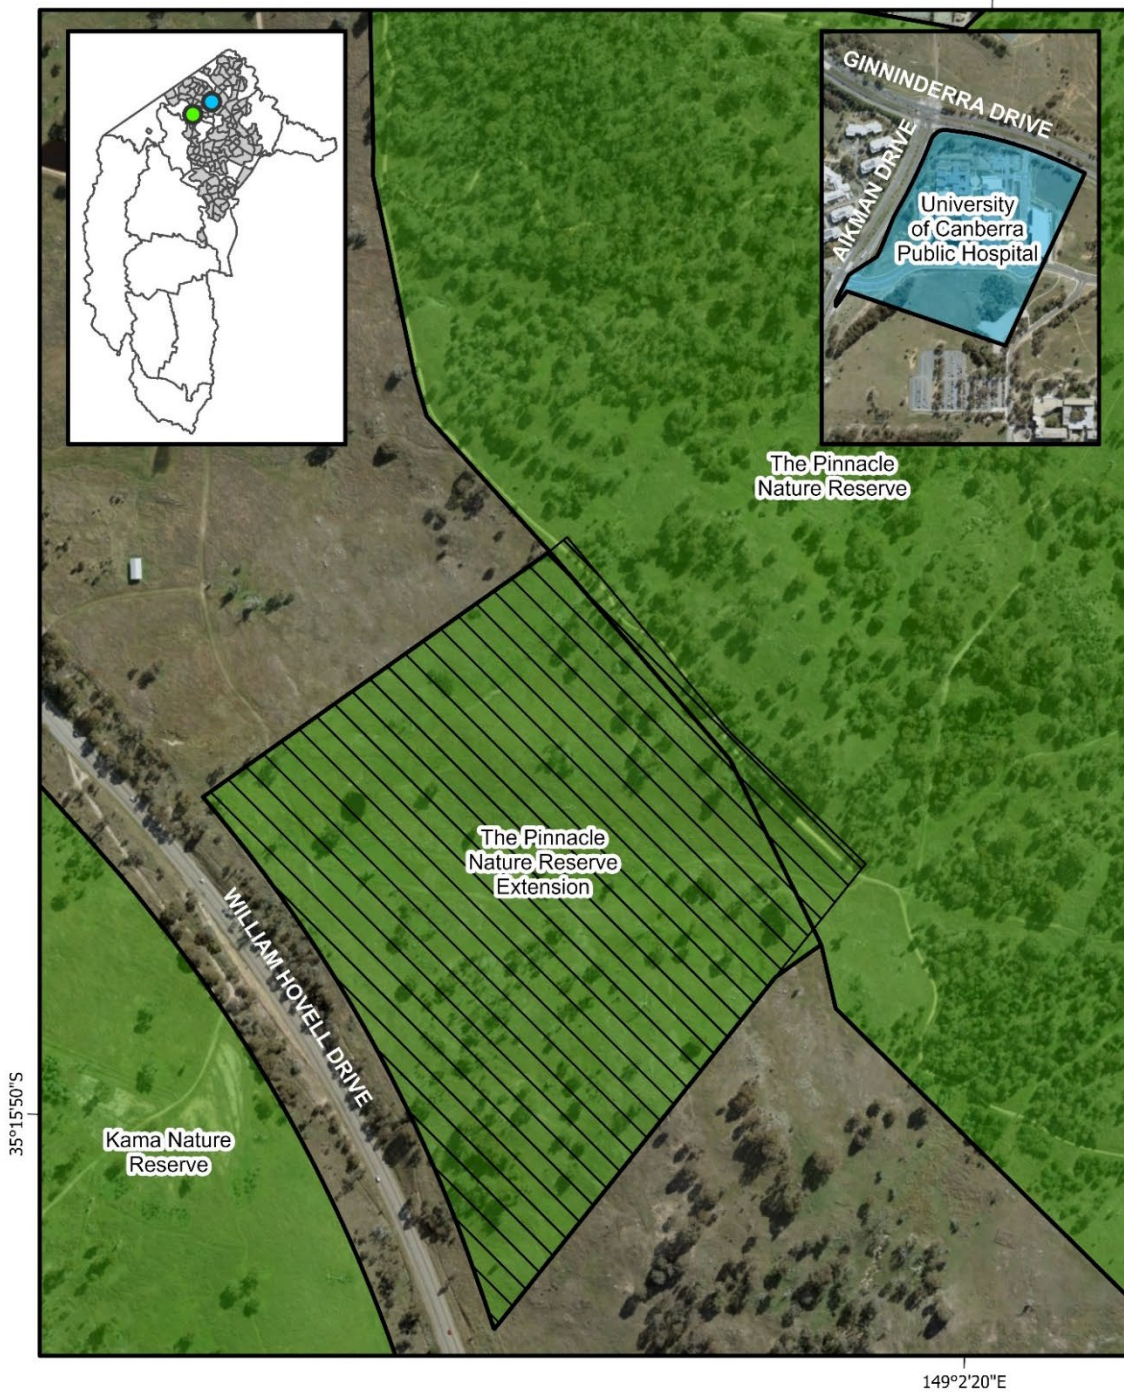 GINNINDERRA DRIVE
AIKMAN DRIVE
University
of Canberra
Public Hospital
The Pinnacle
Nature Reserve
The Pinnacle
Nature Reserve
Extension
WILLIAM HOVELL DRIVE
Kama Nature
Reserve
35°15'50"S
149°2'20"E